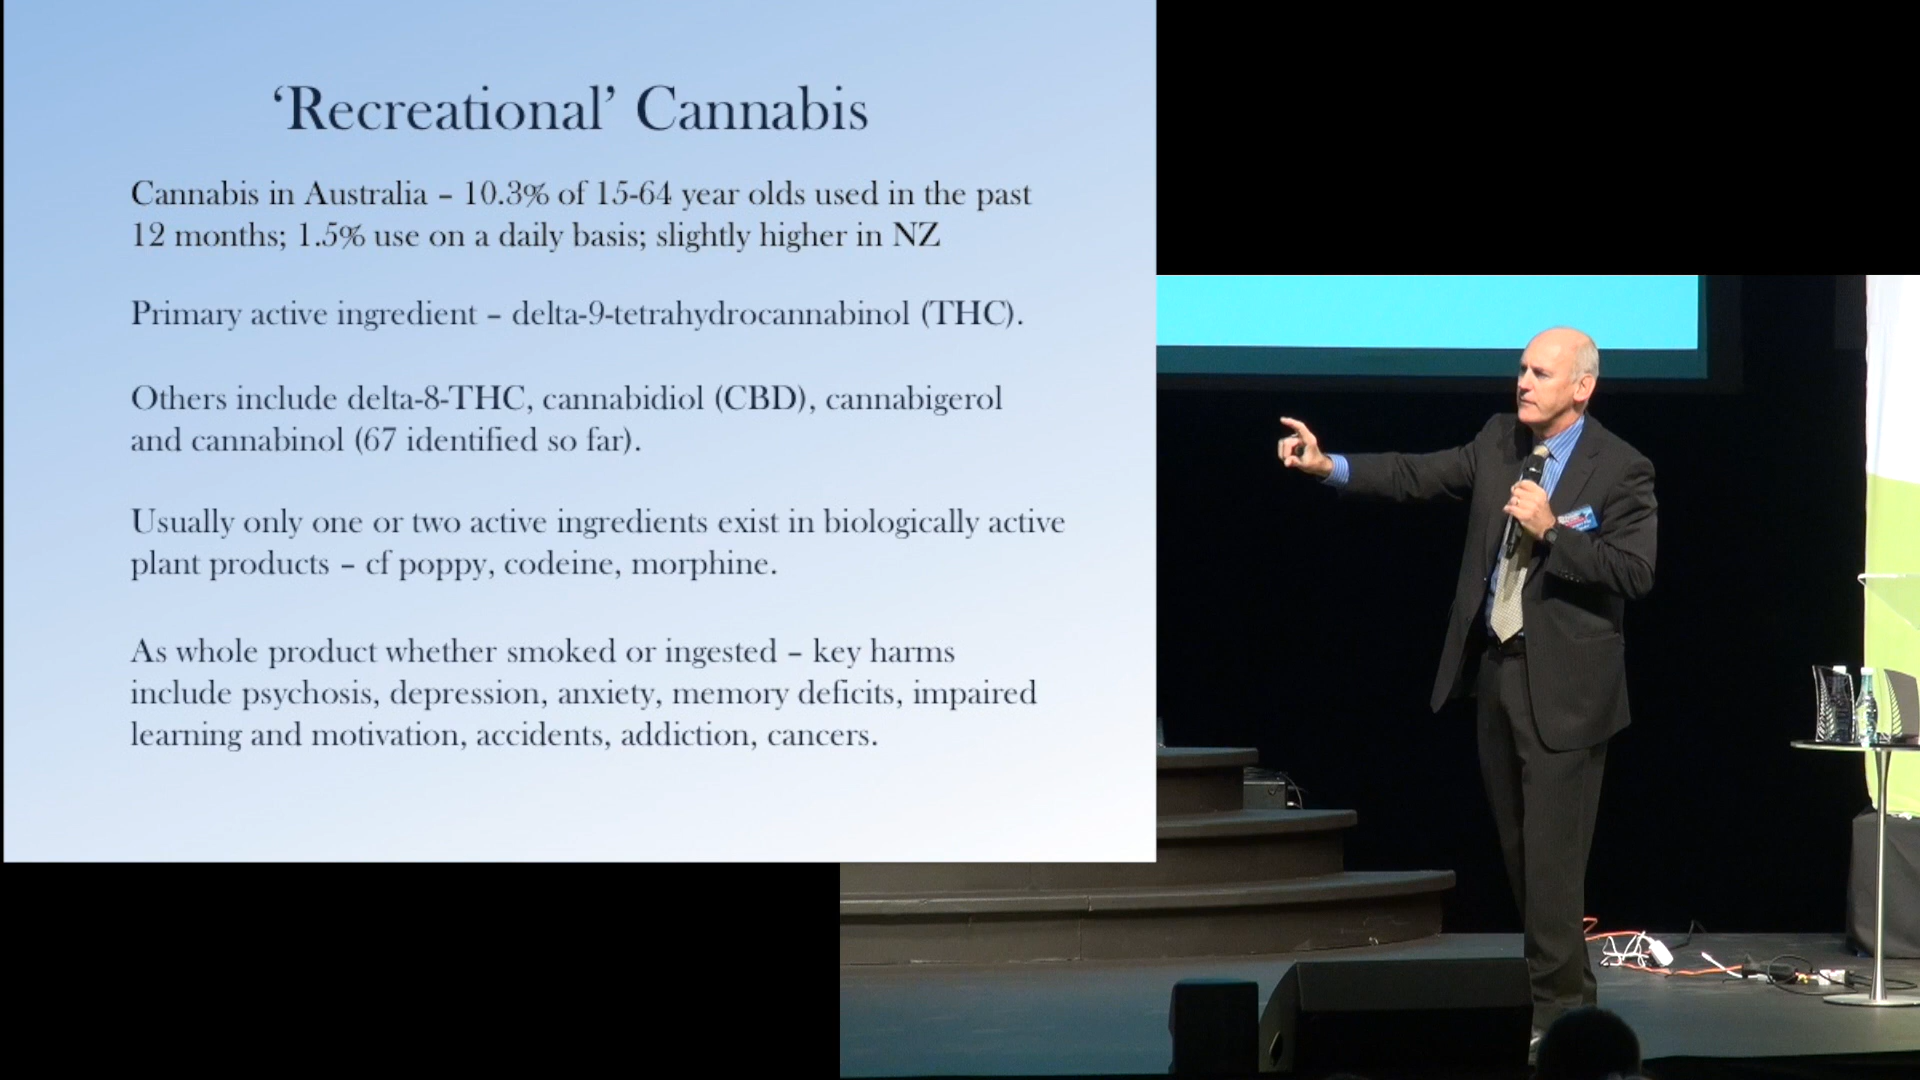 ‘Recreational’ Cannabis
Cannabis in Australia – 10.3% of 15-64 year olds used in the past
12 months; 1.5% use on a daily basis; slightly higher in NZ
Primary active ingredient – delta-9-tetrahydrocannabinol (THC).
Others include delta-8-THC, cannabidiol (CBD), cannabigerol
and cannabinol (67 identified so far).
Usually only one or two active ingredients exist in biologically active
plant products – cf poppy, codeine, morphine.
As whole product whether smoked or ingested – key harms
include psychosis, depression, anxiety, memory deficits, impaired
learning and motivation, accidents, addiction, cancers.